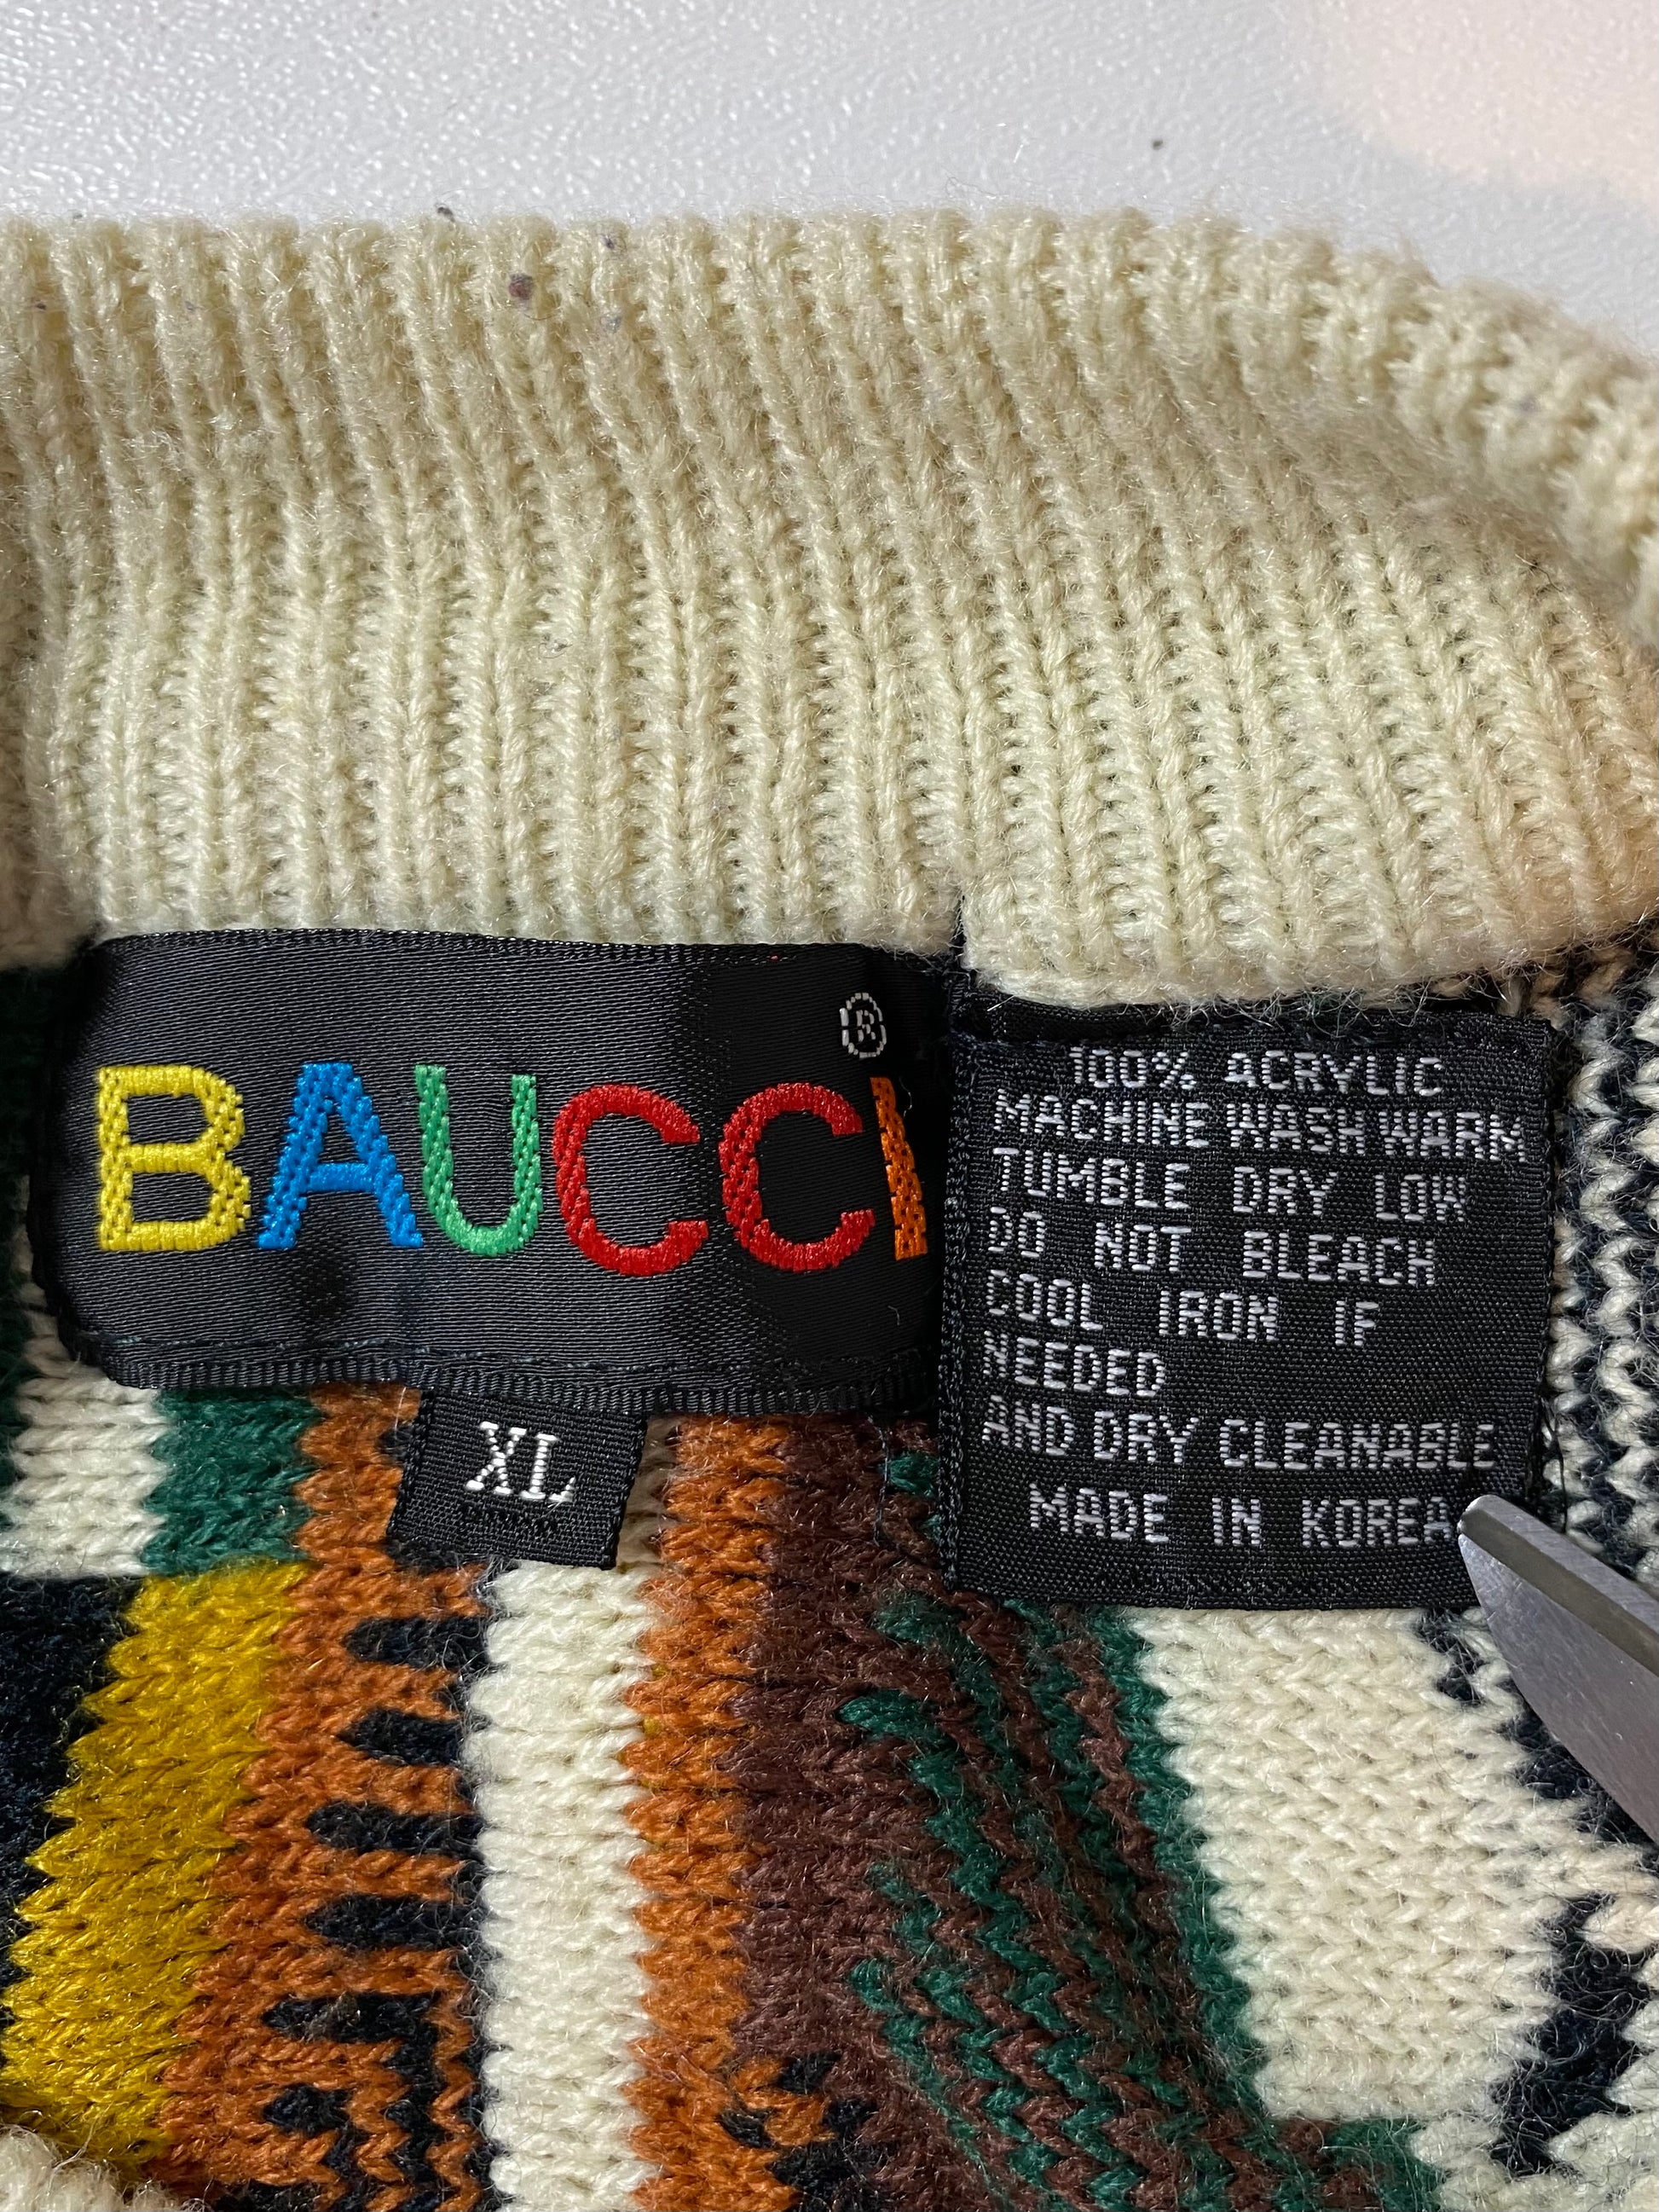 BAUCCI®
XL
100% ACRYLIC
MACHINE WASH WARM
TUMBLE DRY LOW
DO NOT BLEACH
COOL IRON IF
NEEDED
AND DRY CLEANABLE
MADE IN KOREA